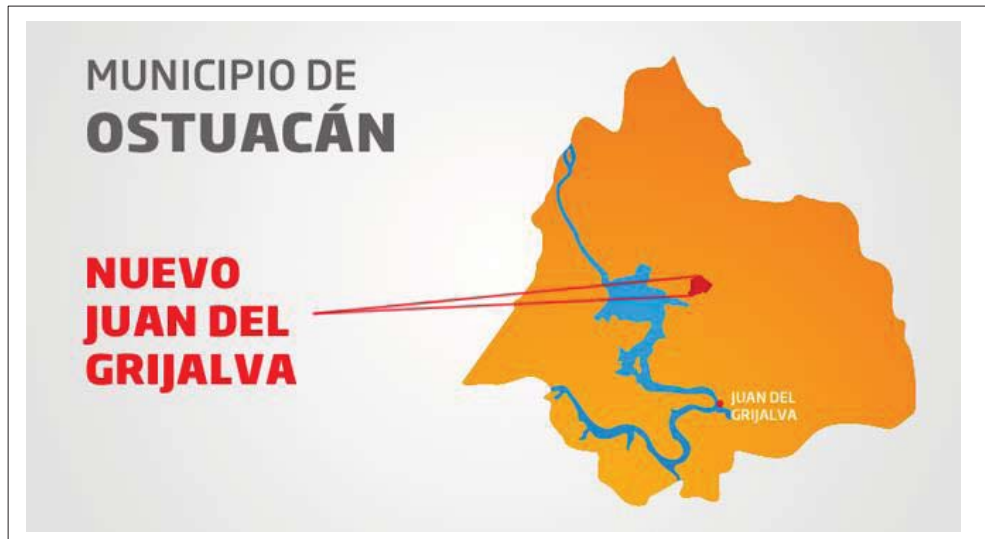 MUNICIPIO DE
OSTUACÁN
NUEVO
JUAN DEL
GRIJALVA
JUAN DEL
GRIJALVA